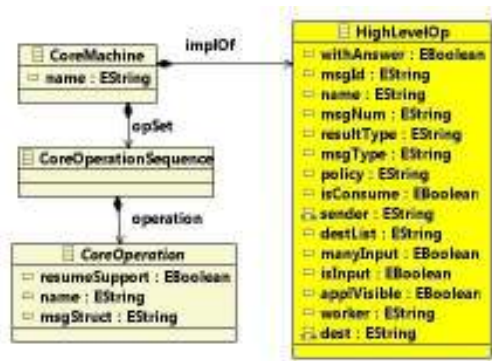 CoreMachine
name : EString
implOf
opSet
CoreOperationSequence
operation
CoreOperation
resumeSupport : EBoolean
name : EString
msgStruct : EString
HighLevelOp
withAnswer : EBoolean
msgId : EString
name : EString
msgNum : EString
resultType : EString
msgType : EString
policy : EString
isConsume : EBoolean
sender : EString
destList : EString
manyInput : EBoolean
isInput : EBoolean
applVisible : EBoolean
worker : EString
dest : EString